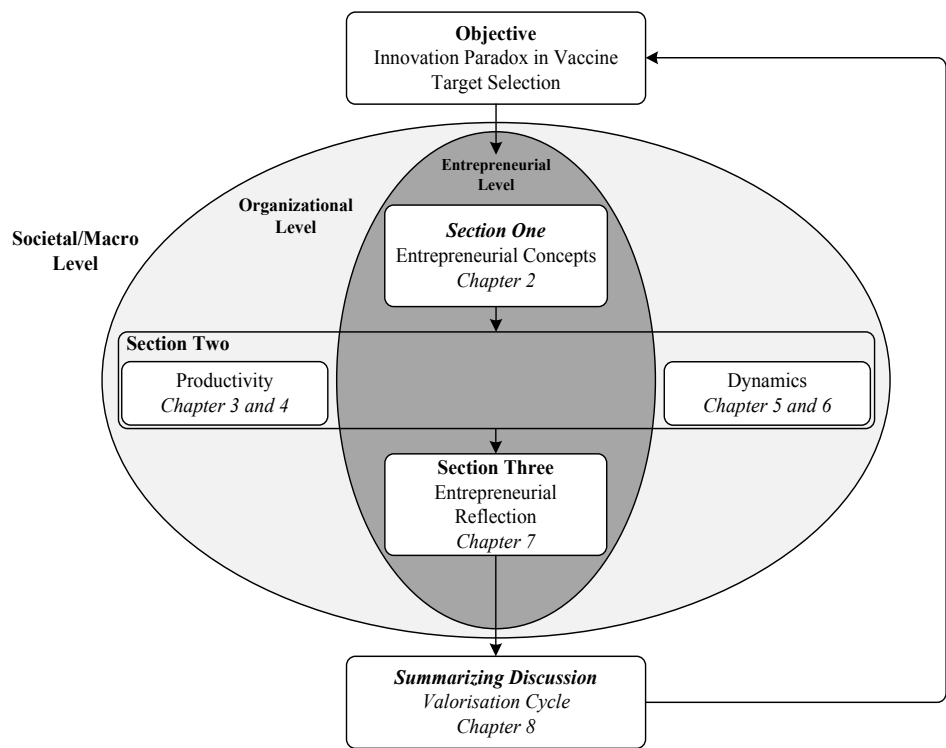 Objective
Innovation Paradox in Vaccine
Target Selection
Entrepreneurial
Level
Organizational
Level
Societal/Macro
Level
Section One
Entrepreneurial Concepts
Chapter 2
Section Two
Productivity
Chapter 3 and 4
Dynamics
Chapter 5 and 6
Section Three
Entrepreneurial
Reflection
Chapter 7
Summarizing Discussion
Valorisation Cycle
Chapter 8